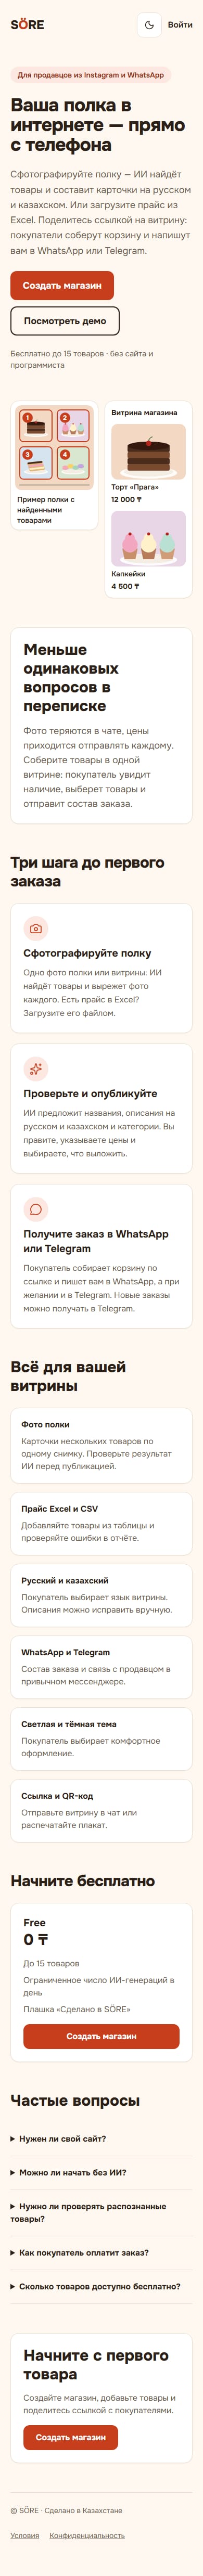 SÖRE
Войти
Для продавцов из Instagram и WhatsApp
Ваша полка в
интернете — прямо
с телефона
Сфотографируйте полку — ИИ найдёт
товары и составит карточки на русском
и казахском. Или загрузите прайс из
Excel. Поделитесь ссылкой на витрину:
покупатели соберут корзину и напишут
вам в WhatsApp или Telegram.
Создать магазин
Посмотреть демо
Бесплатно до 15 товаров · без сайта и
программиста
1
2
3
4
Пример полки с
найденными
товарами
Витрина магазина
Торт «Прага»
12 000 ₸
Капкейки
4 500 ₸
Меньше
одинаковых
вопросов в
переписке
Фото теряются в чате, цены
приходится отправлять каждому.
Соберите товары в одной
витрине: покупатель увидит
наличие, выберет товары и
отправит состав заказа.
Три шага до первого
заказа
Сфотографируйте полку
Одно фото полки или витрины: ИИ
найдёт товары и вырежет фото
каждого. Есть прайс в Excel?
Загрузите его файлом.
Проверьте и опубликуйте
ИИ предложит названия, описания на
русском и казахском и категории. Вы
правите, указываете цены и
выбираете, что выложить.
Получите заказ в WhatsApp
или Telegram
Покупатель собирает корзину по
ссылке и пишет вам в WhatsApp, а при
желании и в Telegram. Новые заказы
можно получать в Telegram.
Всё для вашей
витрины
Фото полки
Карточки нескольких товаров по
одному снимку. Проверьте результат
ИИ перед публикацией.
Прайс Excel и CSV
Добавляйте товары из таблицы и
проверяйте ошибки в отчёте.
Русский и казахский
Покупатель выбирает язык витрины.
Описания можно исправить вручную.
WhatsApp и Telegram
Состав заказа и связь с продавцом в
привычном мессенджере.
Светлая и тёмная тема
Покупатель выбирает комфортное
оформление.
Ссылка и QR-код
Отправьте витрину в чат или
распечатайте плакат.
Начните бесплатно
Free
0 ₸
До 15 товаров
Ограниченное число ИИ-генераций в
день
Плашка «Сделано в SÖRE»
Создать магазин
Частые вопросы
Нужен ли свой сайт?
Можно ли начать без ИИ?
Нужно ли проверять распознанные
товары?
Как покупатель оплатит заказ?
Сколько товаров доступно бесплатно?
Начните с первого
товара
Создайте магазин, добавьте товары и
поделитесь ссылкой с покупателями.
Создать магазин
© SÖRE · Сделано в Казахстане
Условия
Конфиденциальность